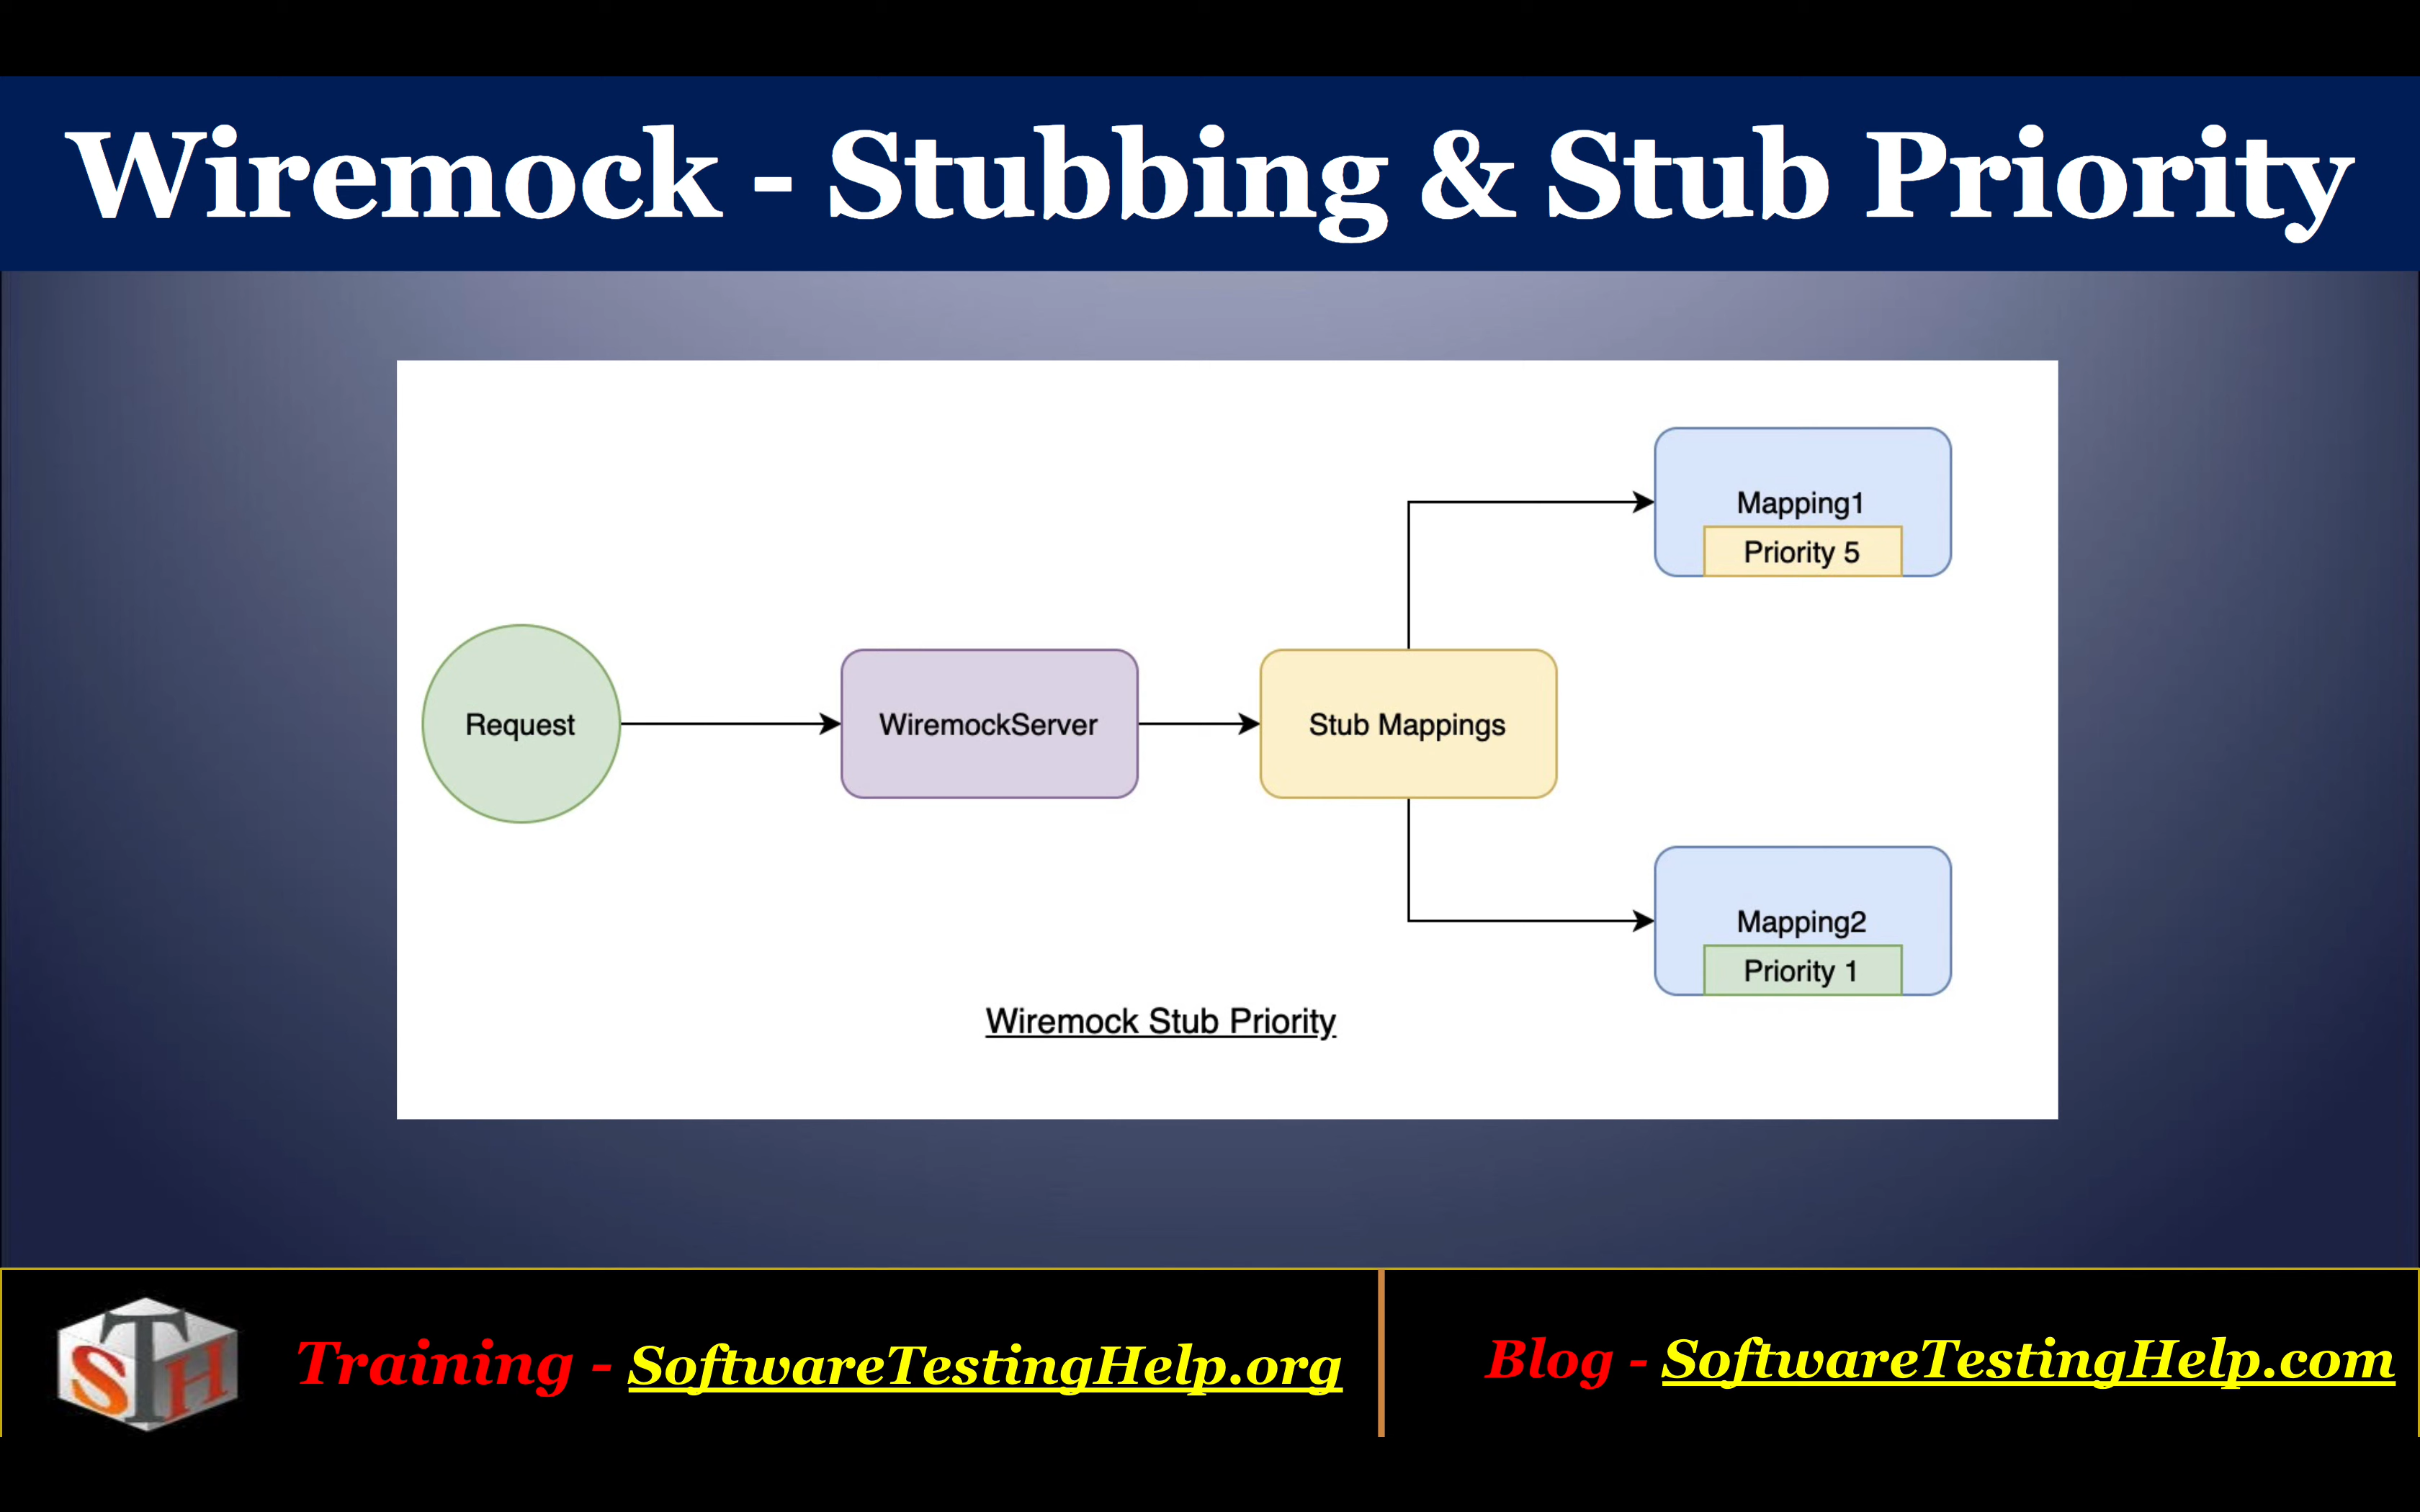 Wiremock - Stubbing & Stub Priority
Mapping1
Priority 5
Request
WiremockServer
Stub Mappings
Mapping2
Priority 1
Wiremock Stub Priority
STH
Training - SoftwareTestingHelp.org
Blog - SoftwareTestingHelp.com